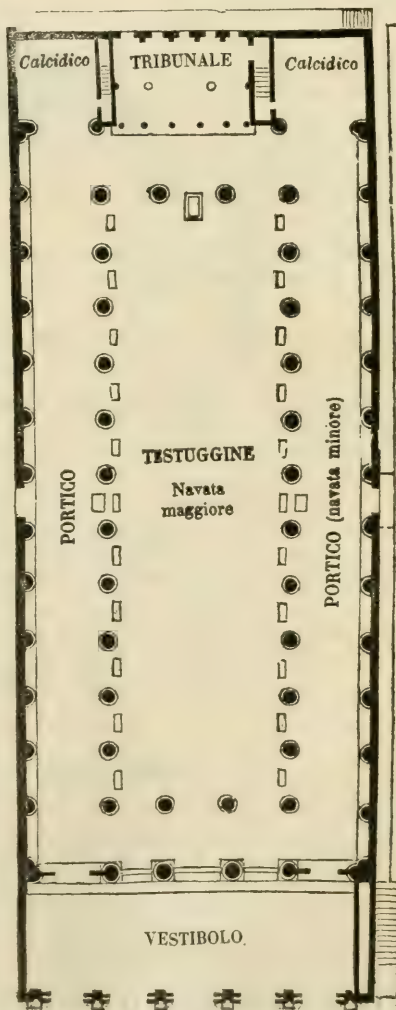 Calcidico
TRIBUNALE
Calcidico
TESTUGGINE
Navata
maggiore
PORTICO
PORTICO (navata minore)
VESTIBOLO.